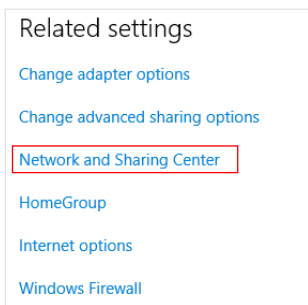 Related settings
Change adapter options
Change advanced sharing options
Network and Sharing Center
HomeGroup
Internet options
Windows Firewall